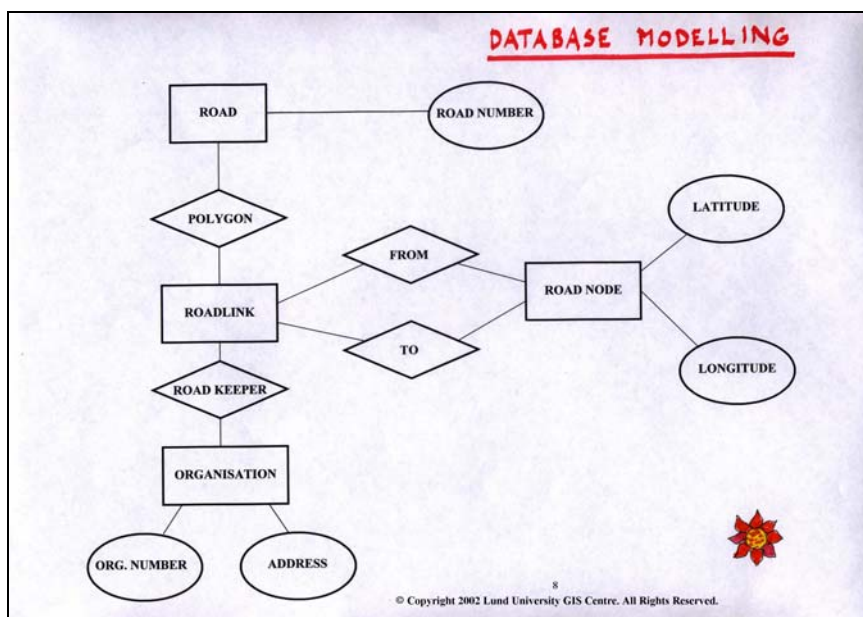 DATABASE MODELLING
ROAD
ROAD NUMBER
POLYGON
LATITUDE
FROM
ROADLINK
ROAD NODE
TO
LONGITUDE
ROAD KEEPER
ORGANISATION
ORG. NUMBER
ADDRESS
8
© Copyright 2002 Lund University GIS Centre. All Rights Reserved.